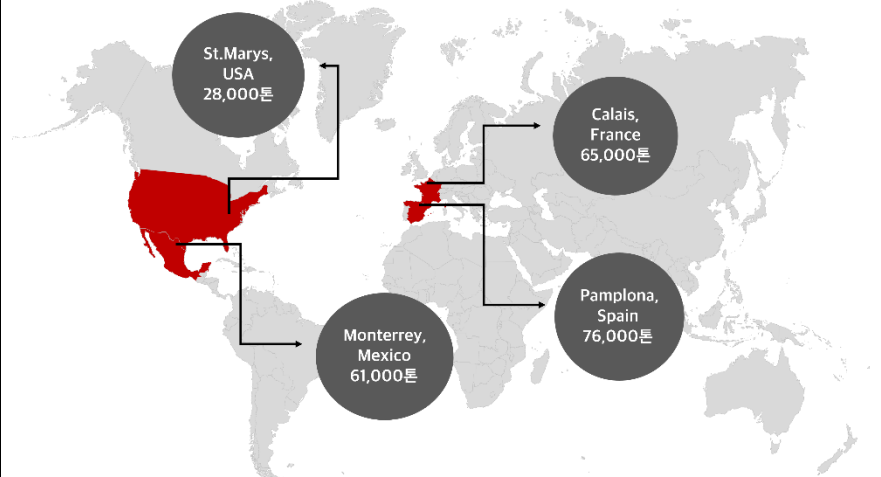 St.Marys,
USA
28,000톤
Calais,
France
65,000톤
Pamplona,
Spain
76,000톤
Monterrey,
Mexico
61,000톤